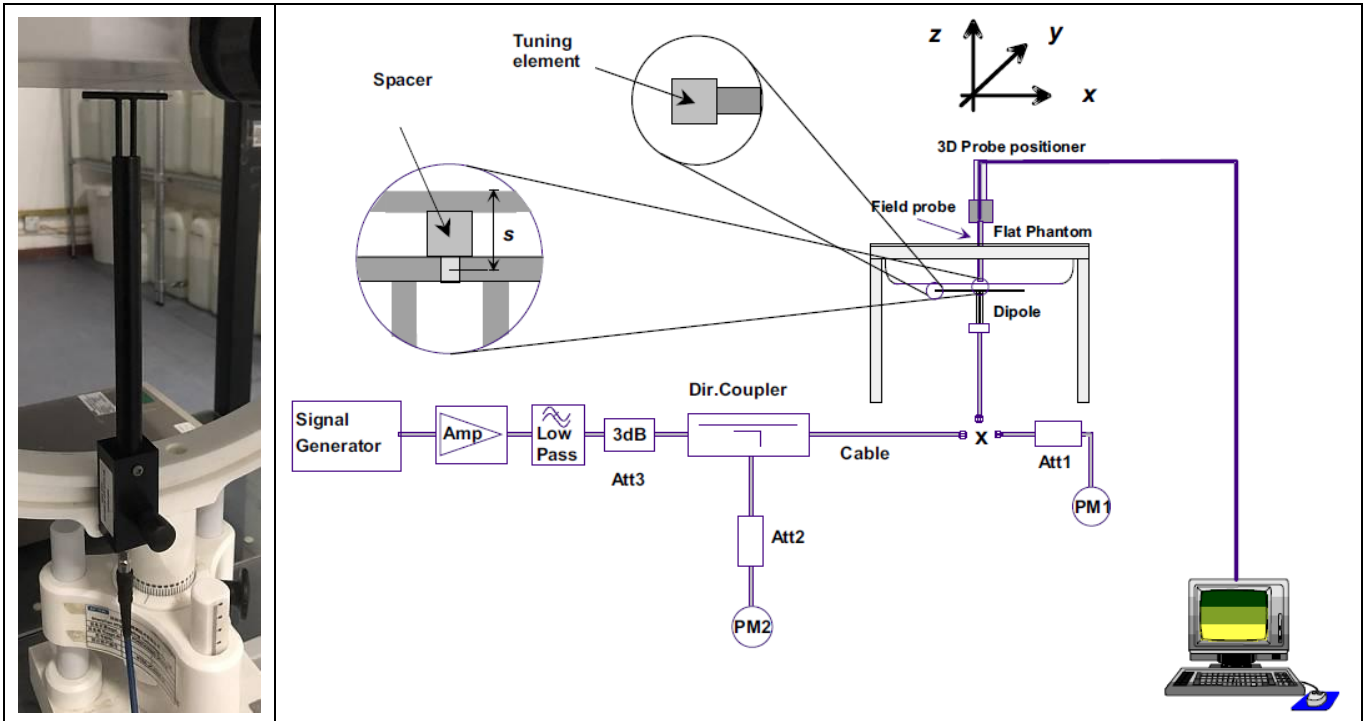 Tuning
element
Spacer
s
z
y
x
3D Probe positioner
Field probe
Flat Phantom
Dipole
Dir.Coupler
Signal
Generator
Amp
Low
Pass
3dB
Att3
Cable
x
Att1
PM1
Att2
PM2